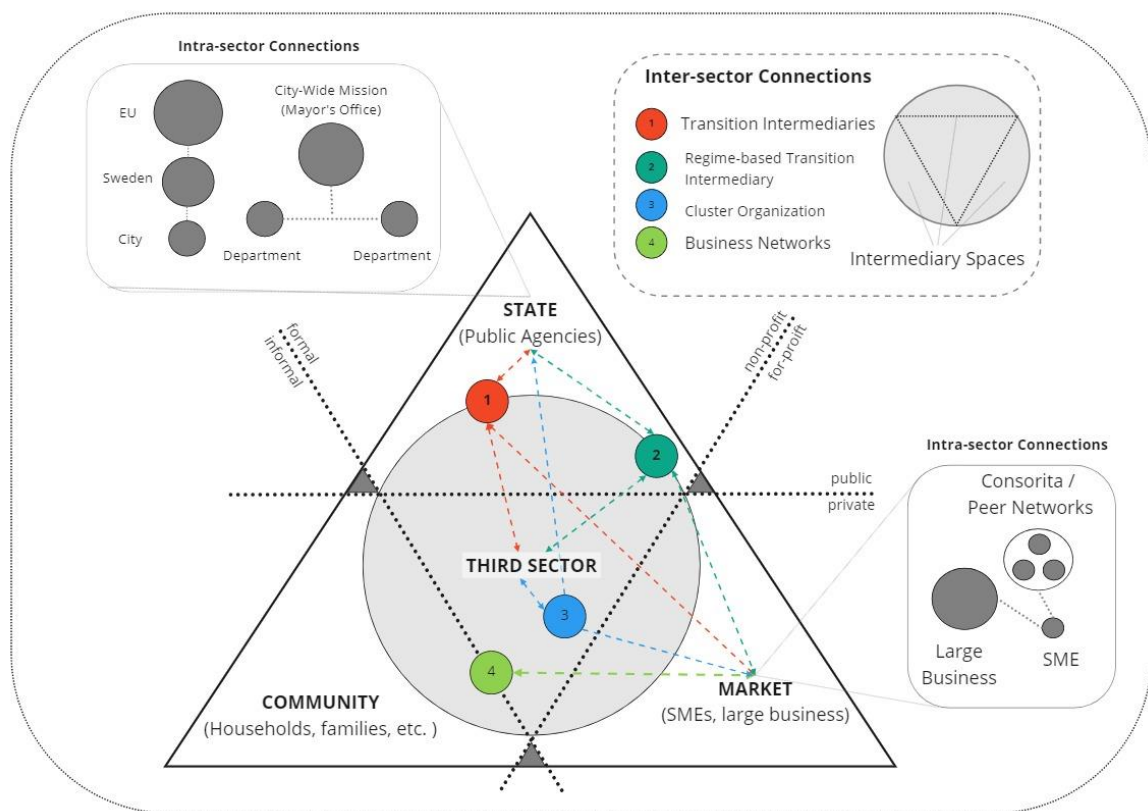 Intra-sector Connections
EU
Sweden
City
City-Wide Mission
(Mayor's Office)
Department
Department
Inter-sector Connections
1
Transition Intermediaries
2
Regime-based Transition
Intermediary
3
Cluster Organization
4
Business Networks
Intermediary Spaces
STATE
(Public Agencies)
formal
informal
non-profit
for-proift
1
2
public
private
THIRD SECTOR
3
4
COMMUNITY
(Households, families, etc. )
MARKET
(SMEs, large business)
Intra-sector Connections
Consorita /
Peer Networks
Large
Business
SME